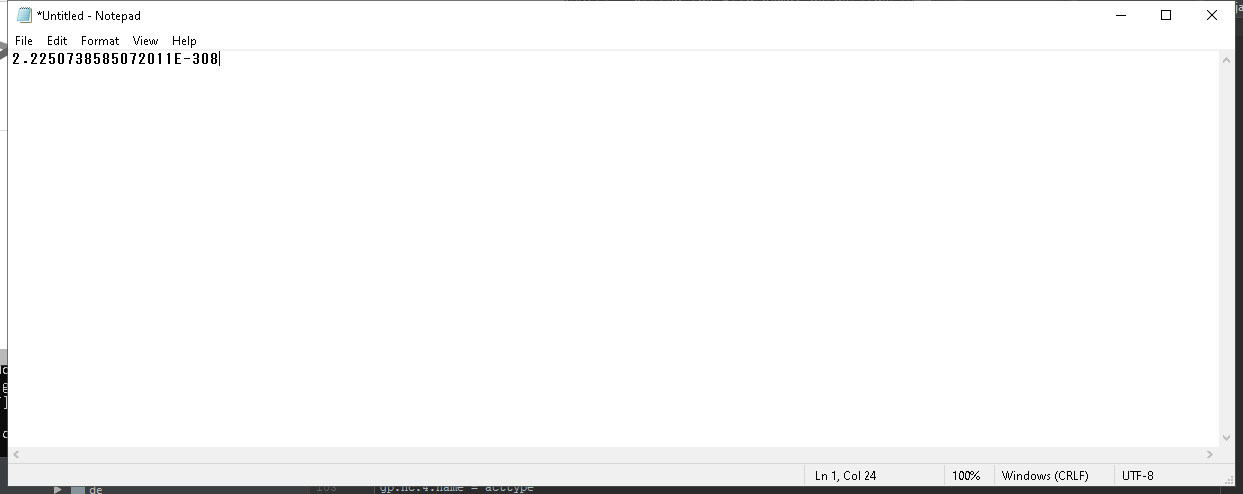 *Untitled - Notepad
File Edit Format View Help
2.2250738585072011E-308
Ln 1, Col 24 100% Windows (CRLF) UTF-8
de
gp.nc.4.name = acttype